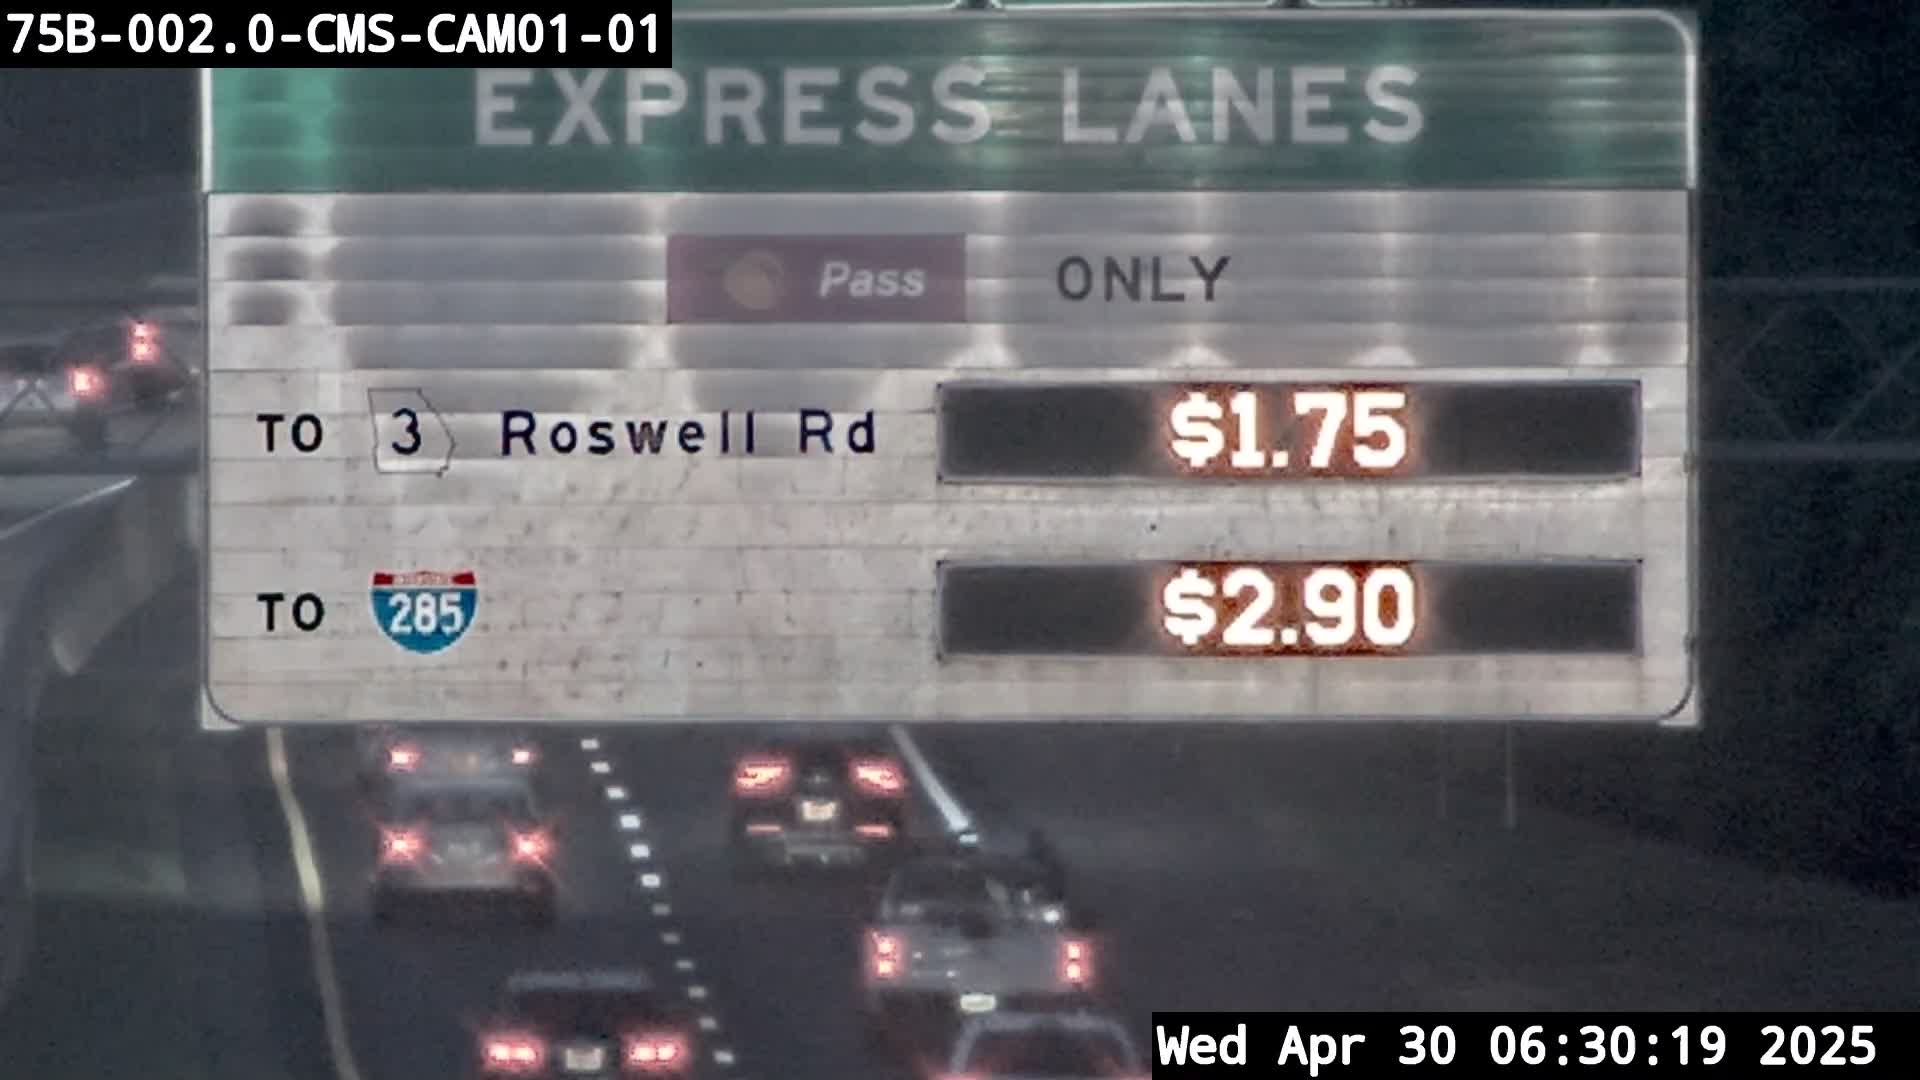 75B-002.0-CMS-CAM01-01
EXPRESS LANES
Pass ONLY
TO 3 Roswell Rd $1.75
TO 285 $2.90
Wed Apr 30 06:30:19 2025